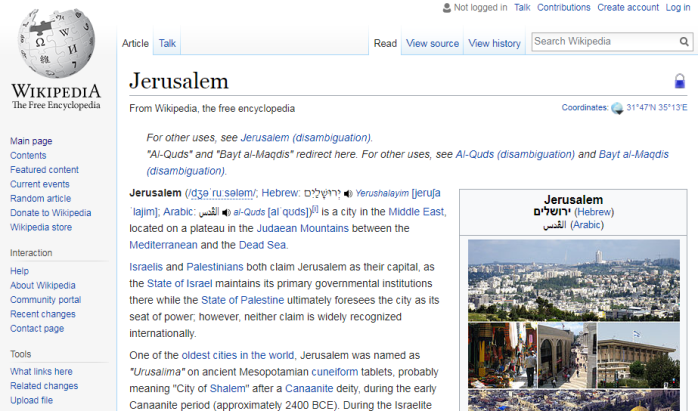 Not logged in Talk Contributions Create account Log in
Article Talk Read View source View history Search Wikipedia
WIKIPEDIA
The Free Encyclopedia
Main page
Contents
Featured content
Current events
Random article
Donate to Wikipedia
Wikipedia store
Interaction
Help
About Wikipedia
Community portal
Recent changes
Contact page
Tools
What links here
Related changes
Upload file
Jerusalem
From Wikipedia, the free encyclopedia
Coordinates: 31°47′N 35°13′E
For other uses, see Jerusalem (disambiguation).
"Al-Quds" and "Bayt al-Maqdis" redirect here. For other uses, see Al-Quds (disambiguation) and Bayt al-Maqdis
(disambiguation).
Jerusalem (/dʒəˈruːsələm/; Hebrew: יְרוּשָׁלַיִם Yerushalayim [jeruʃa
ˈlajim]; Arabic: القُدس al-Quds [alˈquds])[i] is a city in the Middle East,
located on a plateau in the Judaean Mountains between the
Mediterranean and the Dead Sea.
Israelis and Palestinians both claim Jerusalem as their capital, as
the State of Israel maintains its primary governmental institutions
there while the State of Palestine ultimately foresees the city as its
seat of power; however, neither claim is widely recognized
internationally.
One of the oldest cities in the world, Jerusalem was named as
"Urusalima" on ancient Mesopotamian cuneiform tablets, probably
meaning "City of Shalem" after a Canaanite deity, during the early
Canaanite period (approximately 2400 BCE). During the Israelite
Jerusalem
ירושלים (Hebrew)
القُدس (Arabic)